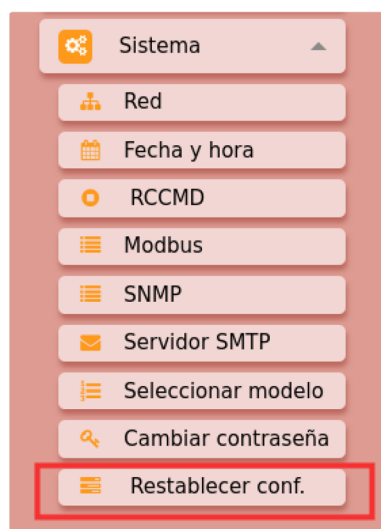 Sistema
Red
Fecha y hora
RCCMD
Modbus
SNMP
Servidor SMTP
Seleccionar modelo
Cambiar contraseña
Restablecer conf.